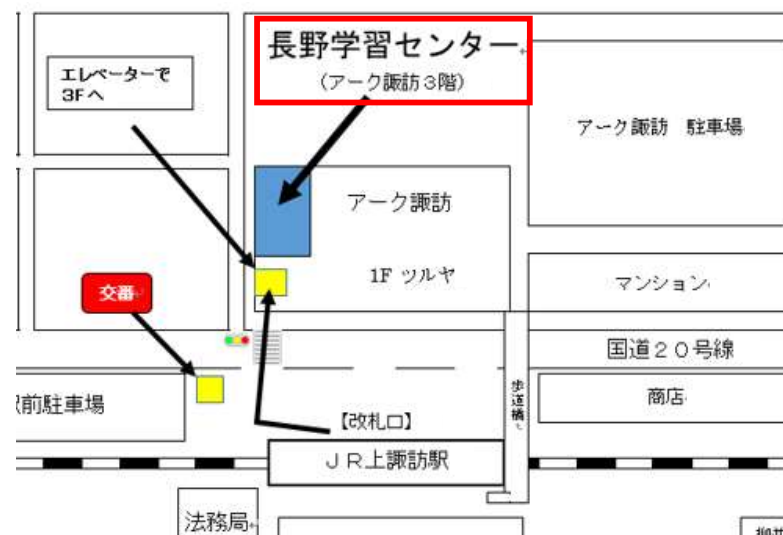 長野学習センター
（アーク諏訪３階）
エレベーターで
3Fへ
アーク諏訪　駐車場
アーク諏訪
1F ツルヤ
交番
マンション
国道２０号線
前駐車場
歩道橋
商店
【改札口】
ＪＲ上諏訪駅
法務局